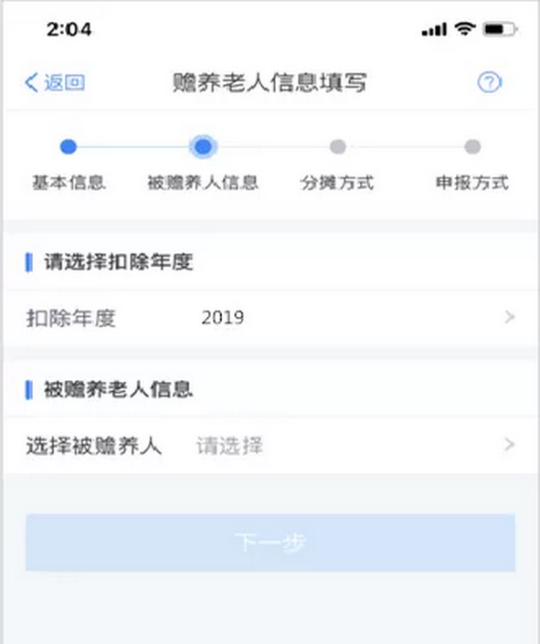 2:04
返回 赡养老人信息填写
基本信息 被赡养人信息 分摊方式 申报方式
请选择扣除年度
扣除年度 2019
被赡养老人信息
选择被赡养人 请选择
下一步